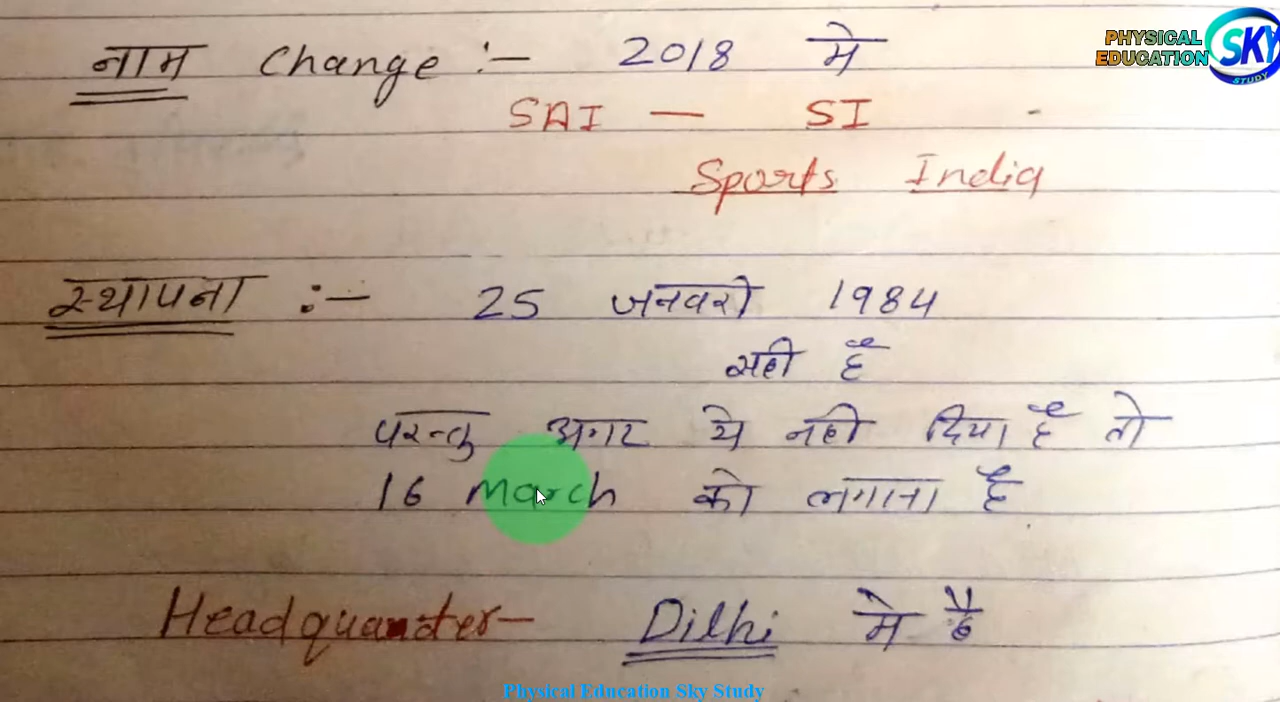 PHYSICAL EDUCATION SKY STUDY
नाम Change :- 2018 मे
SAI — SI
Sports India
स्थापना :- 25 जनवरी 1984
सही है
परन्तु अगर ये नही दिया है तो
16 March को लगाना है
Headquarter- Dilhi मे है
Physical Education Sky Study